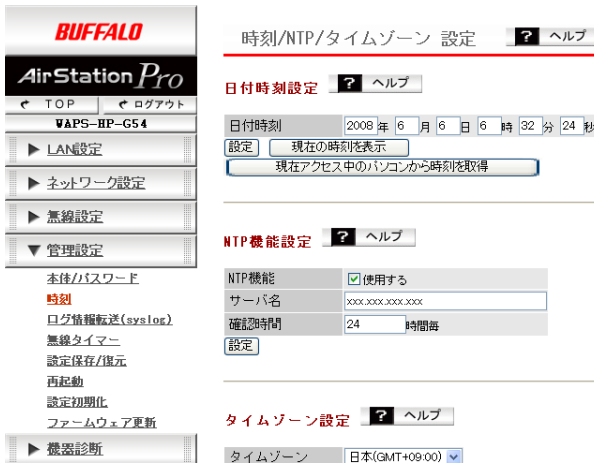 BUFFALO
AirStation Pro
TOP ログアウト
WAPS-HP-G54
LAN設定
ネットワーク設定
無線設定
管理設定
本体/パスワード
時刻
ログ情報転送(syslog)
無線タイマー
設定保存/復元
再起動
設定初期化
ファームウェア更新
機器診断
時刻/NTP/タイムゾーン 設定 ? ヘルプ
日付時刻設定 ? ヘルプ
日付時刻 2008 年 6 月 6 日 6 時 32 分 24 秒
設定 現在の時刻を表示
現在アクセス中のパソコンから時刻を取得
NTP機能設定 ? ヘルプ
NTP機能 使用する
サーバ名 xxx.xxx.xxx.xxx
確認時間 24 時間毎
設定
タイムゾーン設定 ? ヘルプ
タイムゾーン 日本(GMT+09:00)